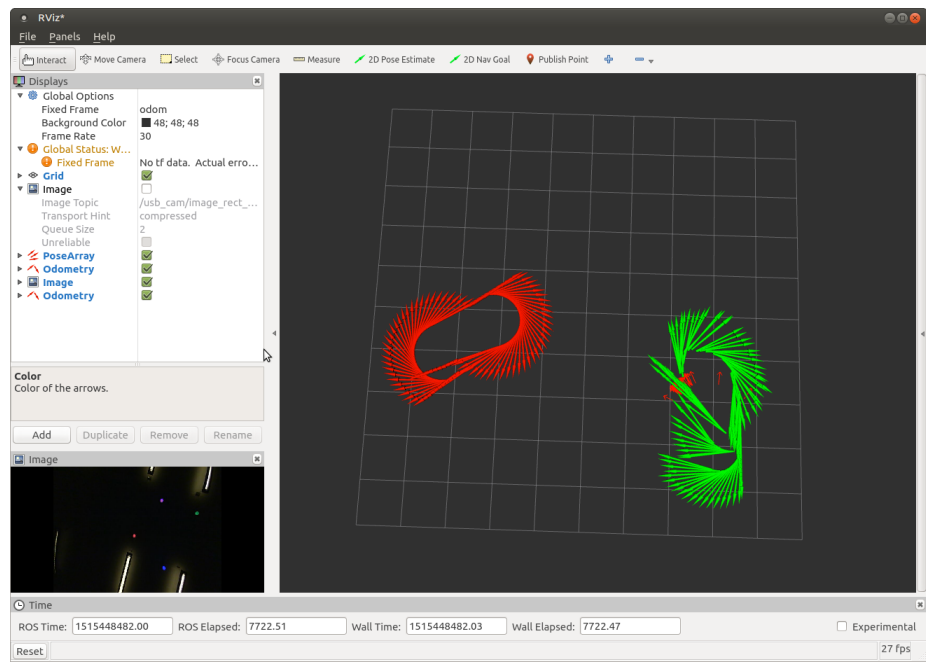 RViz*
File Panels Help
Interact Move Camera Select Focus Camera Measure 2D Pose Estimate 2D Nav Goal Publish Point
Displays
Global Options
Fixed Frame odom
Background Color 48; 48; 48
Frame Rate 30
Global Status: W...
Fixed Frame No tf data. Actual erro...
Grid
Image
Image Topic /usb_cam/image_rect_...
Transport Hint compressed
Queue Size 2
Unreliable
PoseArray
Odometry
Image
Odometry
Color
Color of the arrows.
Add Duplicate Remove Rename
Image
Time
ROS Time: 1515448482.00 ROS Elapsed: 7722.51 Wall Time: 1515448482.03 Wall Elapsed: 7722.47 Experimental
Reset 27 fps